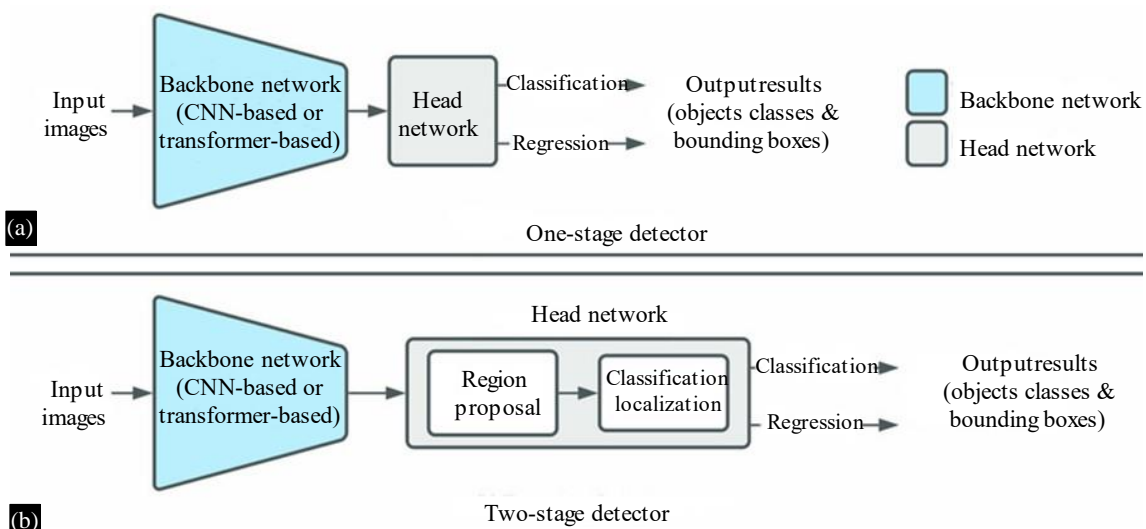 Input
images
Backbone network
(CNN-based or
transformer-based)
Head
network
Classification
Regression
Outputresults
(objects classes &
bounding boxes)
Backbone network
Head network
(a)
One-stage detector
Head network
Input
images
Backbone network
(CNN-based or
transformer-based)
Region
proposal
Classification
localization
Classification
Regression
Outputresults
(objects classes &
bounding boxes)
(b)
Two-stage detector